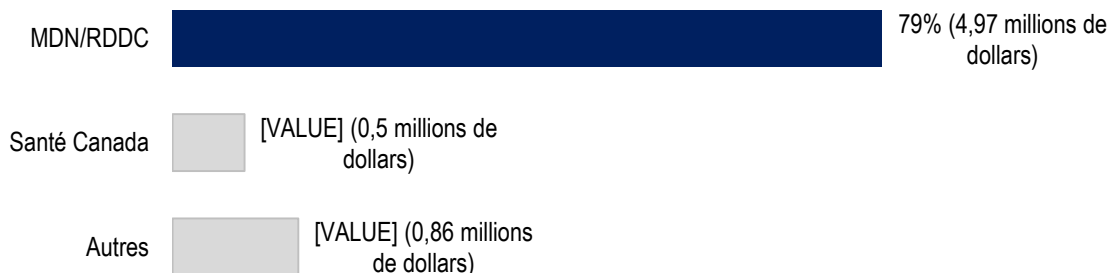 MDN/RDDC
79% (4,97 millions de
dollars)
Santé Canada
[VALUE] (0,5 millions de
dollars)
Autres
[VALUE] (0,86 millions
de dollars)